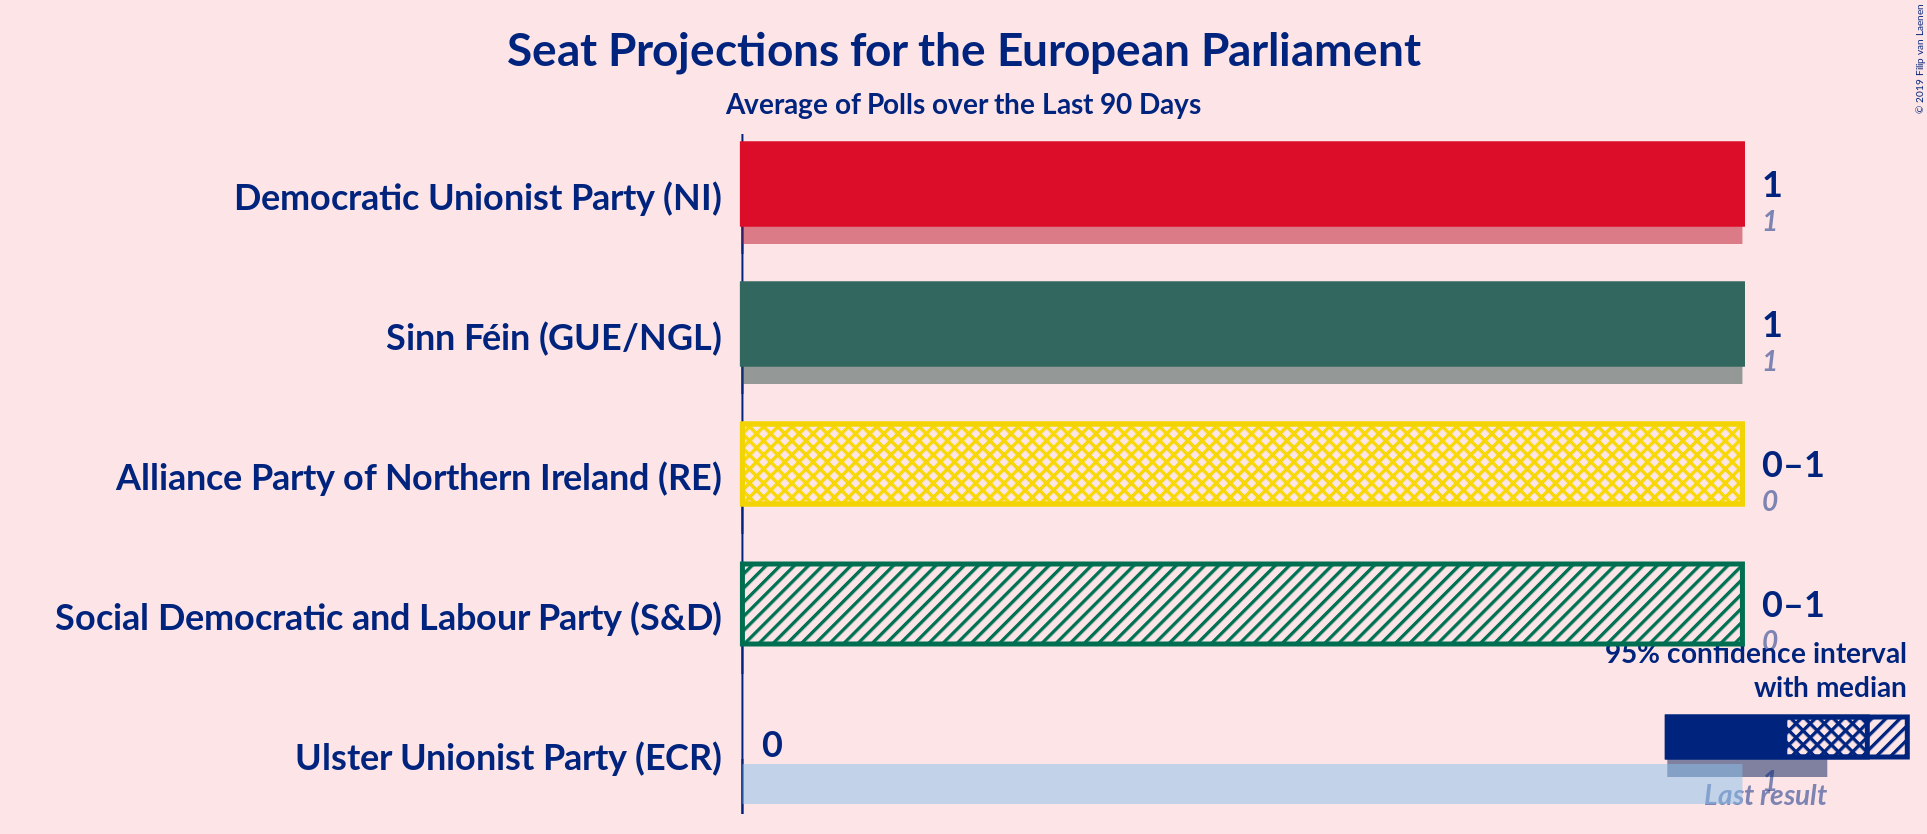 Seat Projections for the European Parliament
Average of Polls over the Last 90 Days
© 2019 Filip van Laenen
Democratic Unionist Party (NI)
1
1
Sinn Féin (GUE/NGL)
1
1
Alliance Party of Northern Ireland (RE)
0–1
0
Social Democratic and Labour Party (S&D)
0–1
0
95% confidence interval
with median
Ulster Unionist Party (ECR)
0
1
Last result